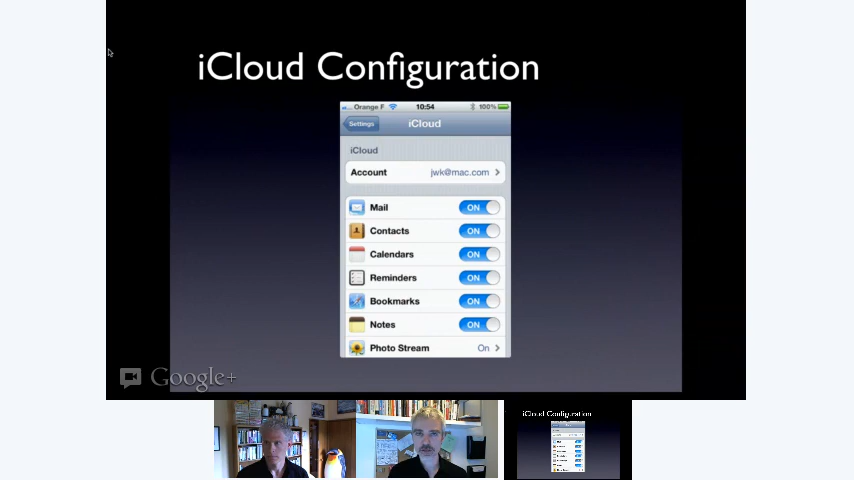 iCloud Configuration
Orange F 10:54 100%
Settings iCloud
iCloud
Account jwk@mac.com
Mail ON
Contacts ON
Calendars ON
Reminders ON
Bookmarks ON
Notes ON
Photo Stream On
Google+
iCloud Configuration